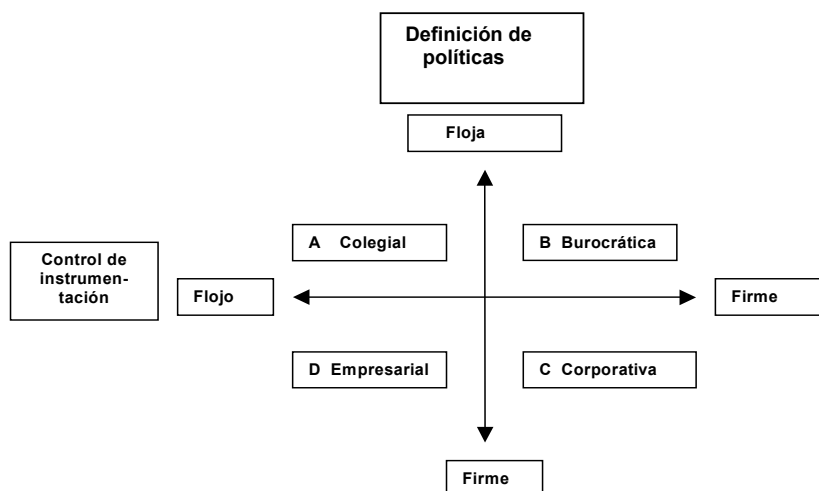 Definición de
políticas
Floja
A Colegial
B Burocrática
Control de
instrumen-
tación
Flojo
Firme
D Empresarial
C Corporativa
Firme